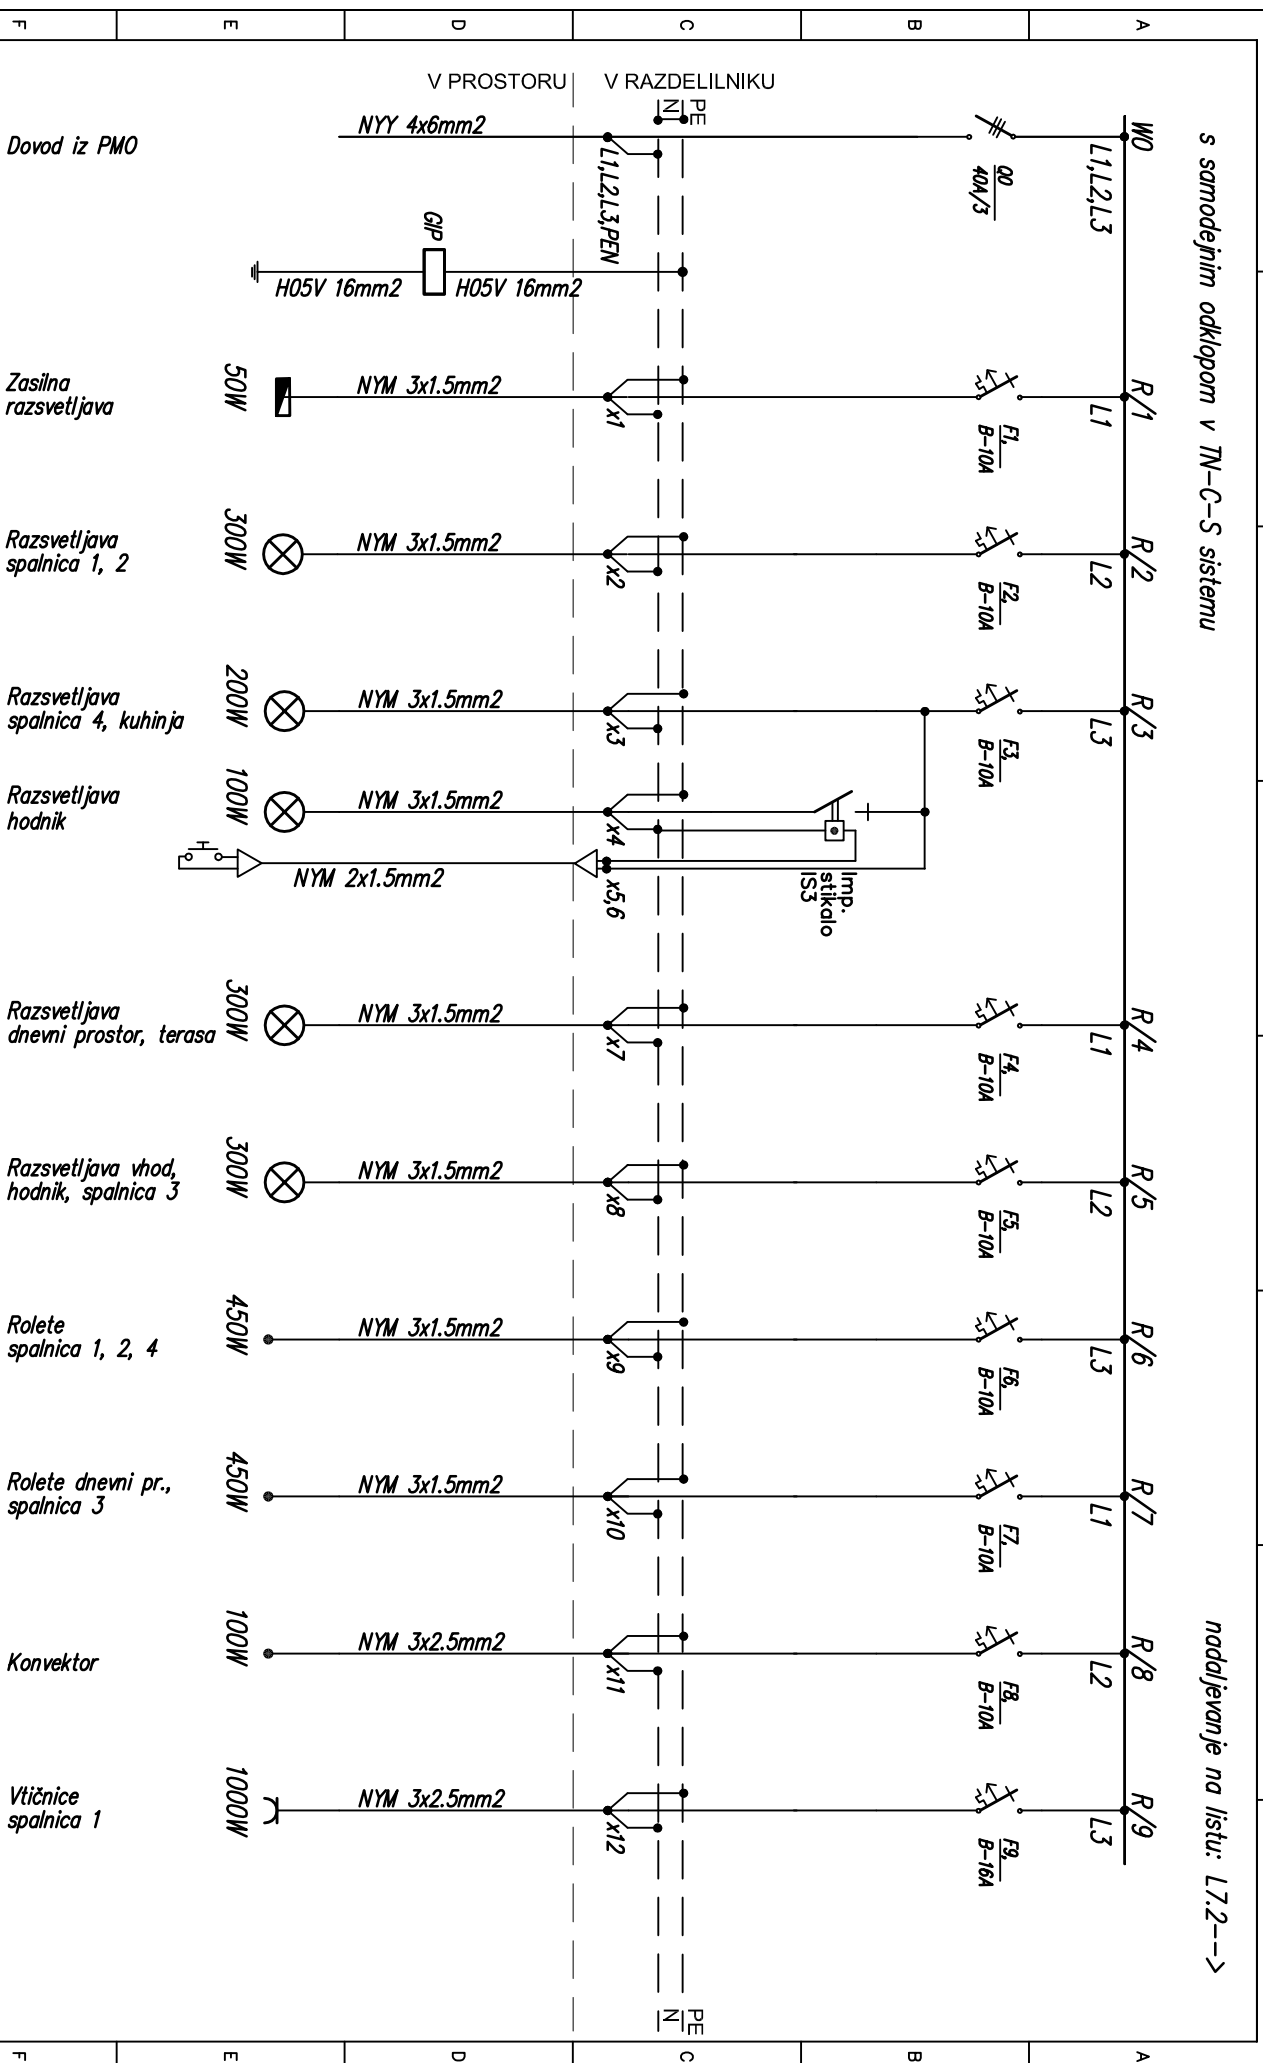 F
E
D
C
B
A
s samodejnim odklopom v TN-C-S sistemu
nadaljevanje na listu: L7.2--->
V PROSTORU
V RAZDELILNIKU
PE
N
W0
L1,L2,L3
Q0
40A/3
L1,L2,L3,PEN
NYY 4x6mm2
Dovod iz PMO
GIP
H05V 16mm2
H05V 16mm2
R/1
L1
F1,
B-10A
x1
NYM 3x1.5mm2
50W
Zasilna
razsvetljava
R/2
L2
F2,
B-10A
x2
NYM 3x1.5mm2
300W
Razsvetljava
spalnica 1, 2
R/3
L3
F3,
B-10A
x3
NYM 3x1.5mm2
200W
Razsvetljava
spalnica 4, kuhinja
x4
NYM 3x1.5mm2
100W
Razsvetljava
hodnik
Imp.
stikalo
IS3
x5,6
NYM 2x1.5mm2
R/4
L1
F4,
B-10A
x7
NYM 3x1.5mm2
300W
Razsvetljava
dnevni prostor, terasa
R/5
L2
F5,
B-10A
x8
NYM 3x1.5mm2
300W
Razsvetljava vhod,
hodnik, spalnica 3
R/6
L3
F6,
B-10A
x9
NYM 3x1.5mm2
450W
Rolete
spalnica 1, 2, 4
R/7
L1
F7,
B-10A
x10
NYM 3x1.5mm2
450W
Rolete dnevni pr.,
spalnica 3
R/8
L2
F8,
B-10A
x11
NYM 3x2.5mm2
100W
Konvektor
R/9
L3
F9,
B-16A
x12
NYM 3x2.5mm2
1000W
Vtičnice
spalnica 1
PE
N
F
E
D
C
B
A